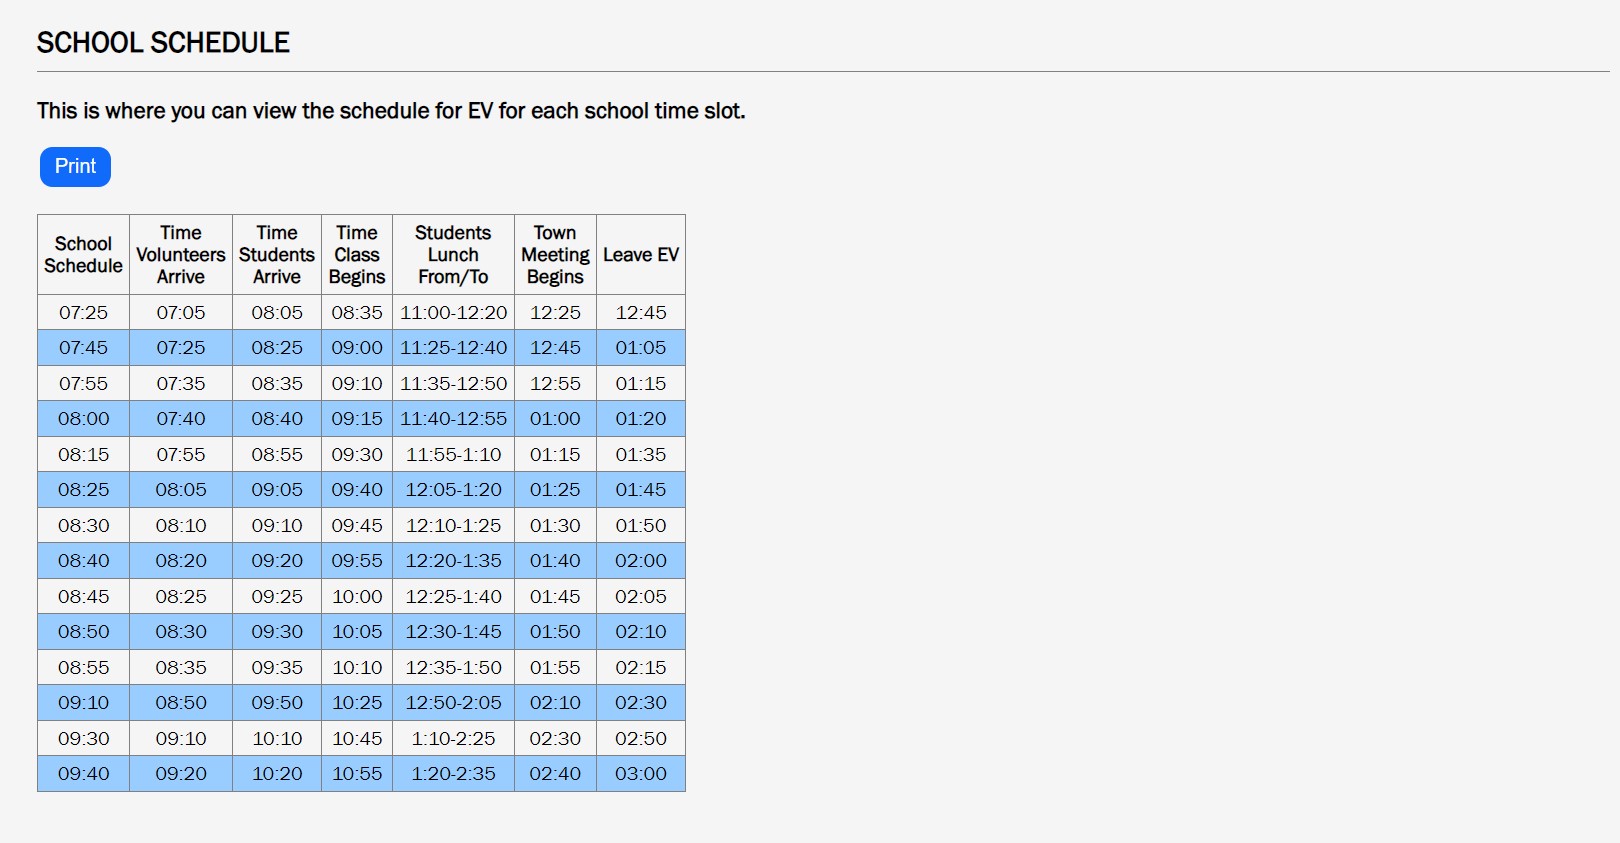 SCHOOL SCHEDULE
This is where you can view the schedule for EV for each school time slot.
Print
School Schedule Time Volunteers Arrive Time Students Arrive Time Class Begins Students Lunch From/To Town Meeting Begins Leave EV
07:25 07:05 08:05 08:35 11:00-12:20 12:25 12:45
07:45 07:25 08:25 09:00 11:25-12:40 12:45 01:05
07:55 07:35 08:35 09:10 11:35-12:50 12:55 01:15
08:00 07:40 08:40 09:15 11:40-12:55 01:00 01:20
08:15 07:55 08:55 09:30 11:55-1:10 01:15 01:35
08:25 08:05 09:05 09:40 12:05-1:20 01:25 01:45
08:30 08:10 09:10 09:45 12:10-1:25 01:30 01:50
08:40 08:20 09:20 09:55 12:20-1:35 01:40 02:00
08:45 08:25 09:25 10:00 12:25-1:40 01:45 02:05
08:50 08:30 09:30 10:05 12:30-1:45 01:50 02:10
08:55 08:35 09:35 10:10 12:35-1:50 01:55 02:15
09:10 08:50 09:50 10:25 12:50-2:05 02:10 02:30
09:30 09:10 10:10 10:45 1:10-2:25 02:30 02:50
09:40 09:20 10:20 10:55 1:20-2:35 02:40 03:00